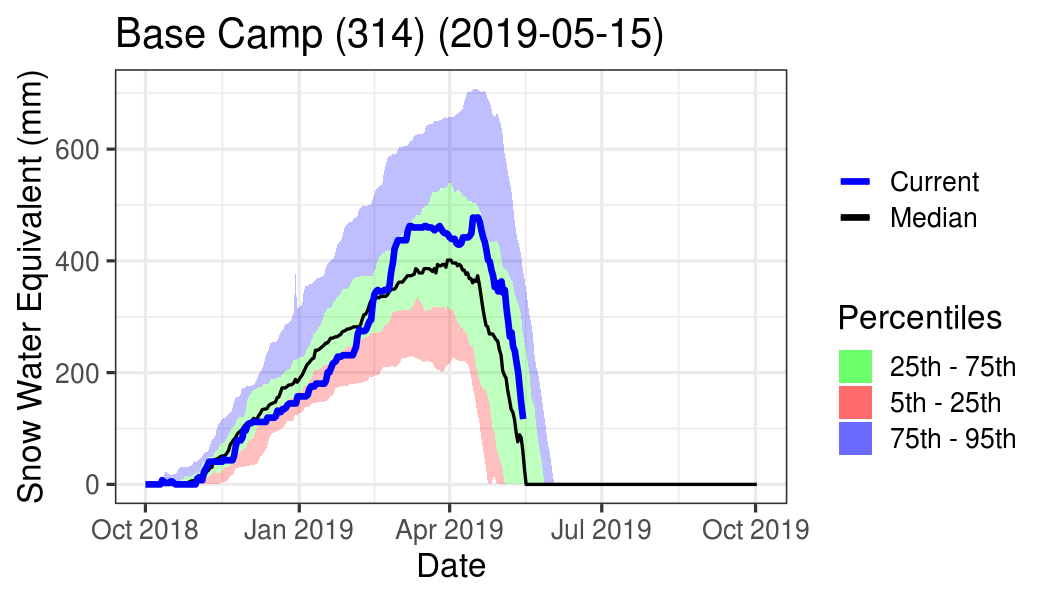 Base Camp (314) (2019-05-15)
Snow Water Equivalent (mm)
600
400
200
0
Oct 2018
Jan 2019
Apr 2019
Jul 2019
Oct 2019
Date
Current
Median
Percentiles
25th - 75th
5th - 25th
75th - 95th